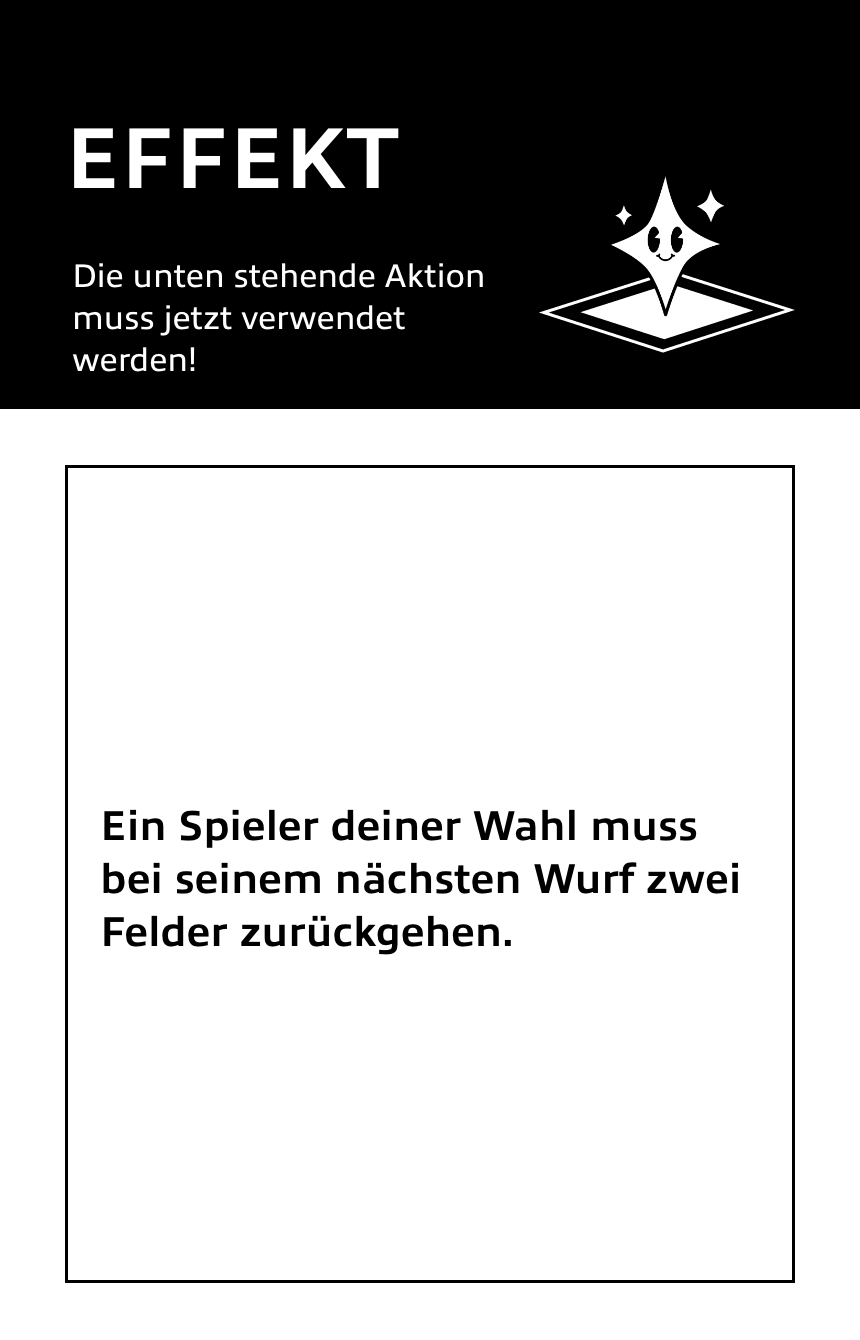 EFFEKT
Die unten stehende Aktion
muss jetzt verwendet
werden!
Ein Spieler deiner Wahl muss
bei seinem nächsten Wurf zwei
Felder zurückgehen.